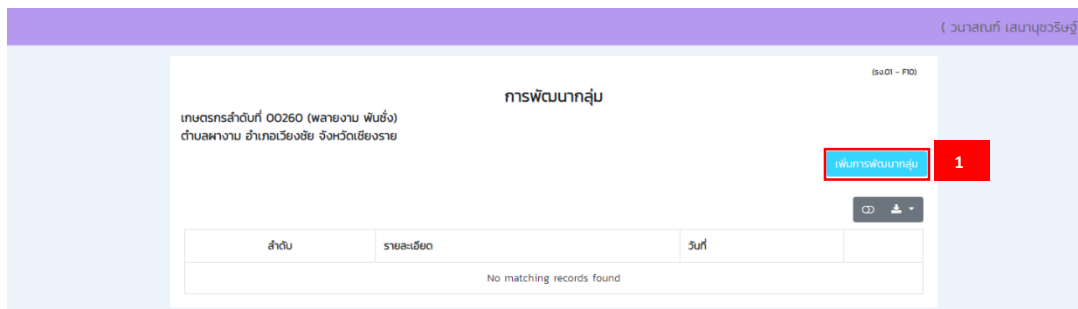 ( วนาสณฑ์ เสนานุชวริษฐ์
(รง.01 - F10)
การพัฒนากลุ่ม
เกษตรกรลำดับที่ 00260 (พลายงาม พันชั่ง)
ตำบลผางาม อำเภอเวียงชัย จังหวัดเชียงราย
เพิ่มการพัฒนากลุ่ม 1
ลำดับ รายละเอียด วันที่
No matching records found